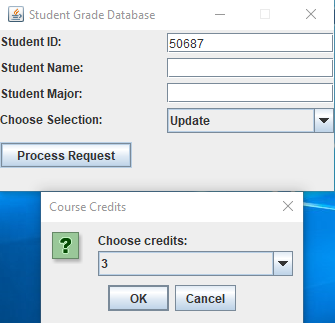 Student Grade Database
Student ID: 50687
Student Name:
Student Major:
Choose Selection: Update
Process Request
Course Credits
?
Choose credits:
3
OK Cancel